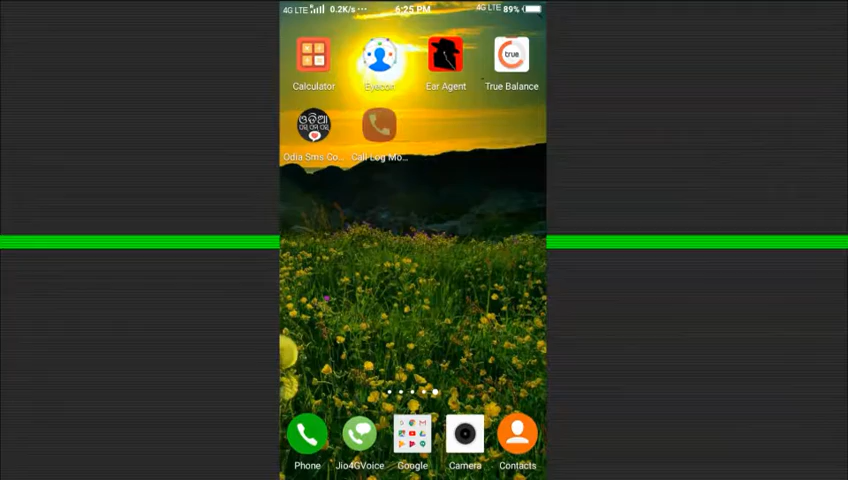 4G LTE 0.2K/s ··· 6:25 PM 4G LTE 89%
Calculator Eyecon Ear Agent True Balance
true
ଓଡ଼ିଆ
Odia Sms Co... Call Log Mo...
Phone Jio4GVoice Google Camera Contacts